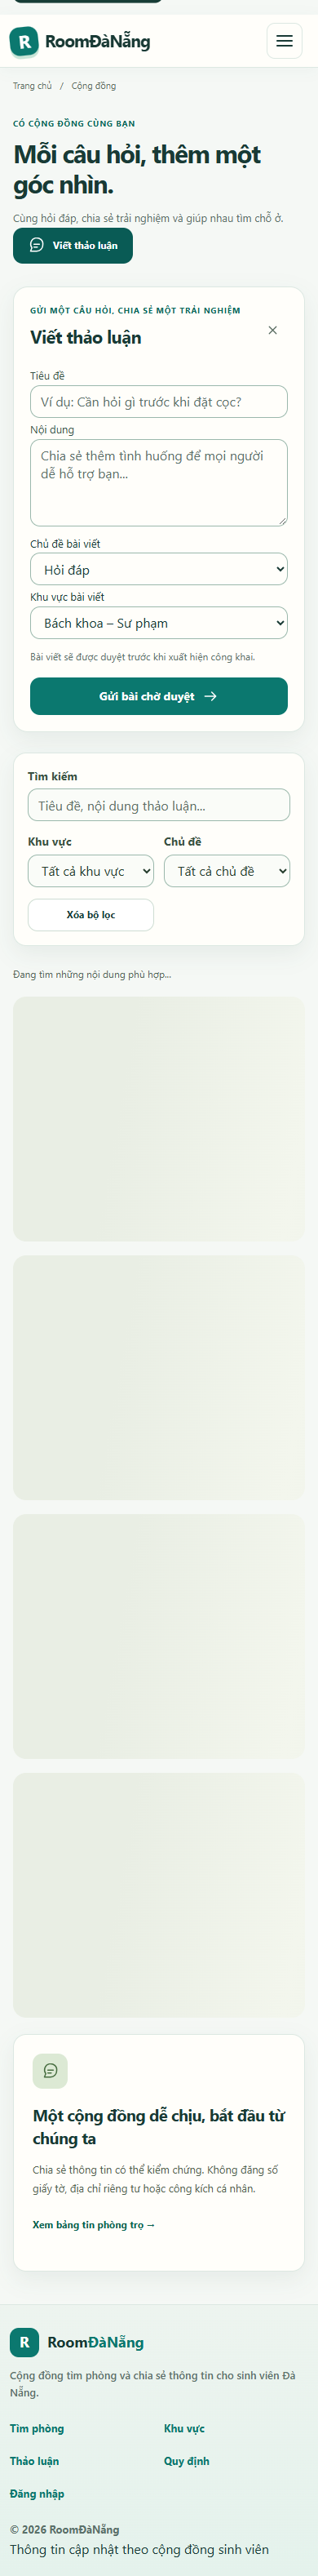 R RoomĐàNẵng
Trang chủ / Cộng đồng
CÓ CỘNG ĐỒNG CÙNG BẠN
Mỗi câu hỏi, thêm một
góc nhìn.
Cùng hỏi đáp, chia sẻ trải nghiệm và giúp nhau tìm chỗ ở.
Viết thảo luận
GỬI MỘT CÂU HỎI, CHIA SẺ MỘT TRẢI NGHIỆM
Viết thảo luận
Tiêu đề
Ví dụ: Cần hỏi gì trước khi đặt cọc?
Nội dung
Chia sẻ thêm tình huống để mọi người
dễ hỗ trợ bạn...
Chủ đề bài viết
Hỏi đáp
Khu vực bài viết
Bách khoa – Sư phạm
Bài viết sẽ được duyệt trước khi xuất hiện công khai.
Gửi bài chờ duyệt →
Tìm kiếm
Tiêu đề, nội dung thảo luận...
Khu vực Chủ đề
Tất cả khu vực Tất cả chủ đề
Xóa bộ lọc
Đang tìm những nội dung phù hợp...
Một cộng đồng dễ chịu, bắt đầu từ
chúng ta
Chia sẻ thông tin có thể kiểm chứng. Không đăng số
giấy tờ, địa chỉ riêng tư hoặc công kích cá nhân.
Xem bảng tin phòng trọ →
R RoomĐàNẵng
Cộng đồng tìm phòng và chia sẻ thông tin cho sinh viên Đà
Nẵng.
Tìm phòng Khu vực
Thảo luận Quy định
Đăng nhập
© 2026 RoomĐàNẵng
Thông tin cập nhật theo cộng đồng sinh viên